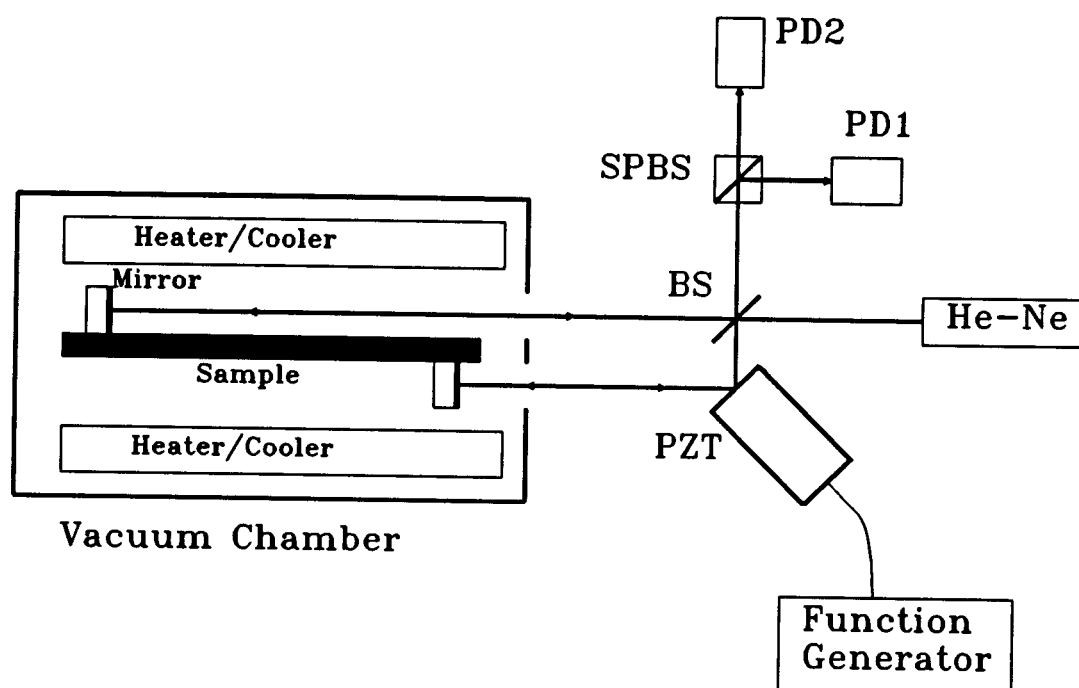 PD2
PD1
SPBS
Heater/Cooler
Mirror
BS
He-Ne
Sample
Heater/Cooler
PZT
Vacuum Chamber
Function
Generator